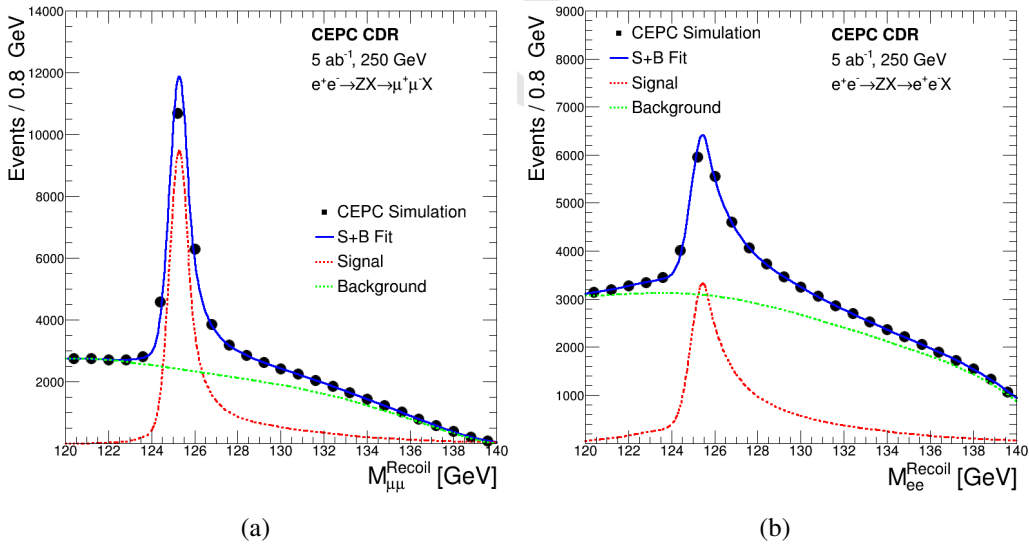 Events / 0.8 GeV
12000
10000
8000
6000
4000
2000
120 122 124 126 128 130 132 134 136 138 140
CEPC CDR
5 ab⁻¹, 250 GeV
e⁺e⁻→ZX→μ⁺μ⁻X
CEPC Simulation
S+B Fit
Signal
Background
M^Recoil_μμ [GeV]
(a)
Events / 0.8 GeV
9000
8000
7000
6000
5000
4000
3000
2000
1000
120 122 124 126 128 130 132 134 136 138 140
CEPC Simulation
S+B Fit
Signal
Background
CEPC CDR
5 ab⁻¹, 250 GeV
e⁺e⁻→ZX→e⁺e⁻X
M^Recoil_ee [GeV]
(b)